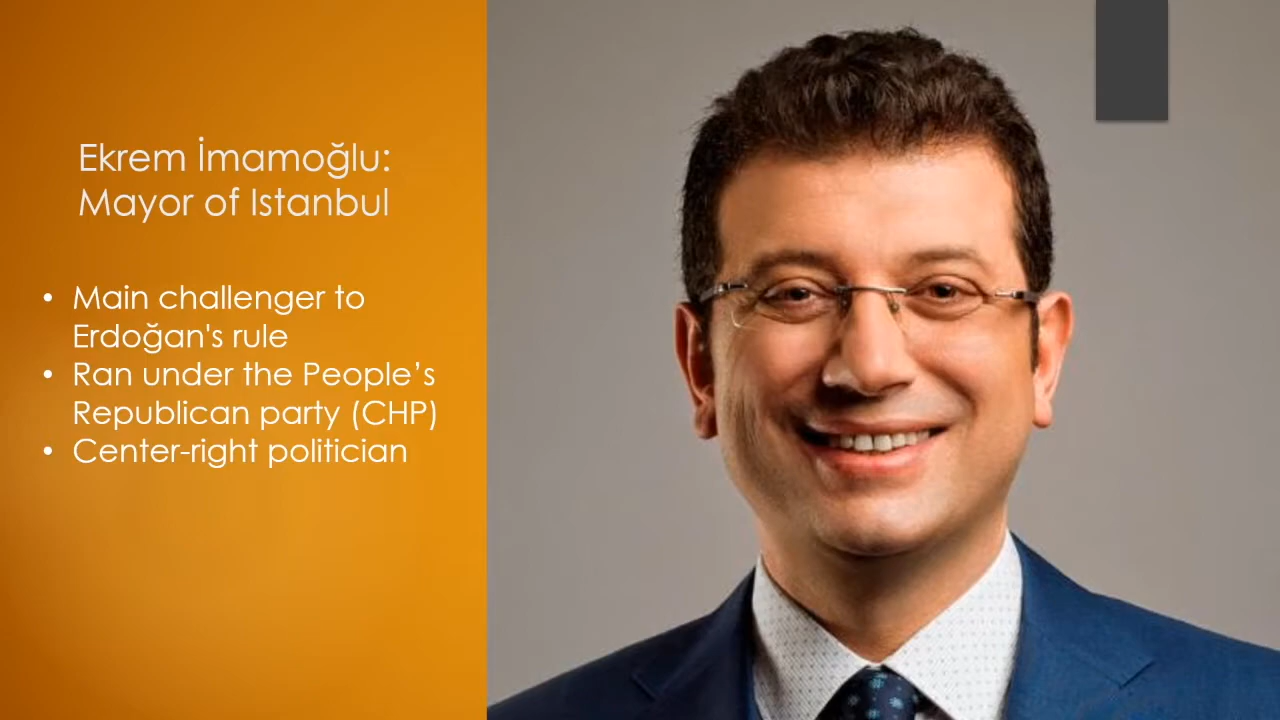 Ekrem İmamoğlu:
Mayor of Istanbul
• Main challenger to
Erdoğan's rule
• Ran under the People’s
Republican party (CHP)
• Center-right politician